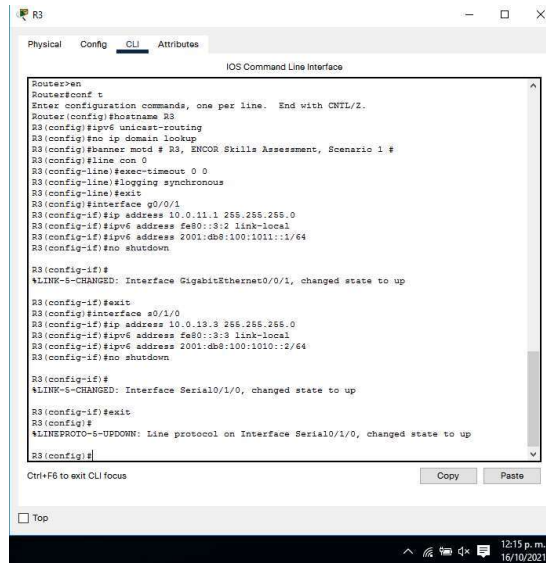 R3
Physical Config CLI Attributes
IOS Command Line Interface
Router>en
Router#conf t
Enter configuration commands, one per line. End with CNTL/Z.
Router(config)#hostname R3
R3(config)#ipv6 unicast-routing
R3(config)#no ip domain lookup
R3(config)#banner motd # R3, ENCOR Skills Assessment, Scenario 1 #
R3(config)#line con 0
R3(config-line)#exec-timeout 0 0
R3(config-line)#logging synchronous
R3(config-line)#exit
R3(config)#interface g0/0/1
R3(config-if)#ip address 10.0.11.1 255.255.255.0
R3(config-if)#ipv6 address fe80::3:2 link-local
R3(config-if)#ipv6 address 2001:db8:100:1011::1/64
R3(config-if)#no shutdown
R3(config-if)#
%LINK-5-CHANGED: Interface GigabitEthernet0/0/1, changed state to up
R3(config-if)#exit
R3(config)#interface s0/1/0
R3(config-if)#ip address 10.0.13.3 255.255.255.0
R3(config-if)#ipv6 address fe80::3:3 link-local
R3(config-if)#ipv6 address 2001:db8:100:1010::2/64
R3(config-if)#no shutdown
R3(config-if)#
%LINK-5-CHANGED: Interface Serial0/1/0, changed state to up
R3(config-if)#exit
R3(config)#
%LINEPROTO-5-UPDOWN: Line protocol on Interface Serial0/1/0, changed state to up
R3(config)#
Ctrl+F6 to exit CLI focus
Copy Paste
Top
12:15 p. m.
16/10/2021